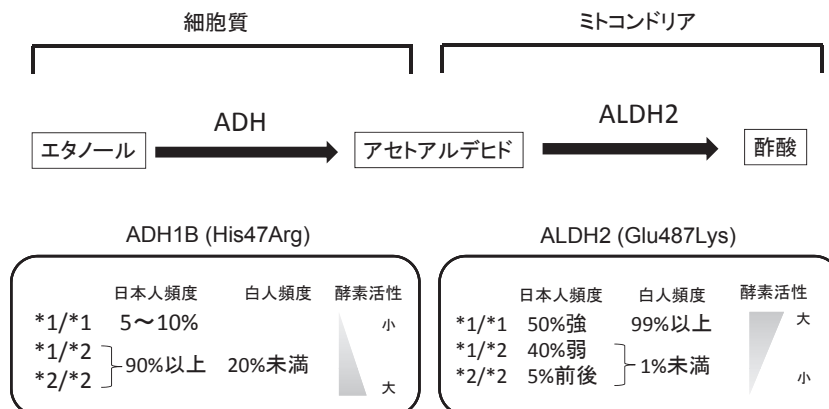 細胞質 ミトコンドリア
ADH ALDH2
エタノール アセトアルデヒド 酢酸
ADH1B (His47Arg) ALDH2 (Glu487Lys)
日本人頻度 白人頻度 酵素活性 日本人頻度 白人頻度 酵素活性
*1/*1 5～10% 小 *1/*1 50%強 99%以上 大
*1/*2 *1/*2 40%弱
90%以上 20%未満 1%未満
*2/*2 大 *2/*2 5%前後 小